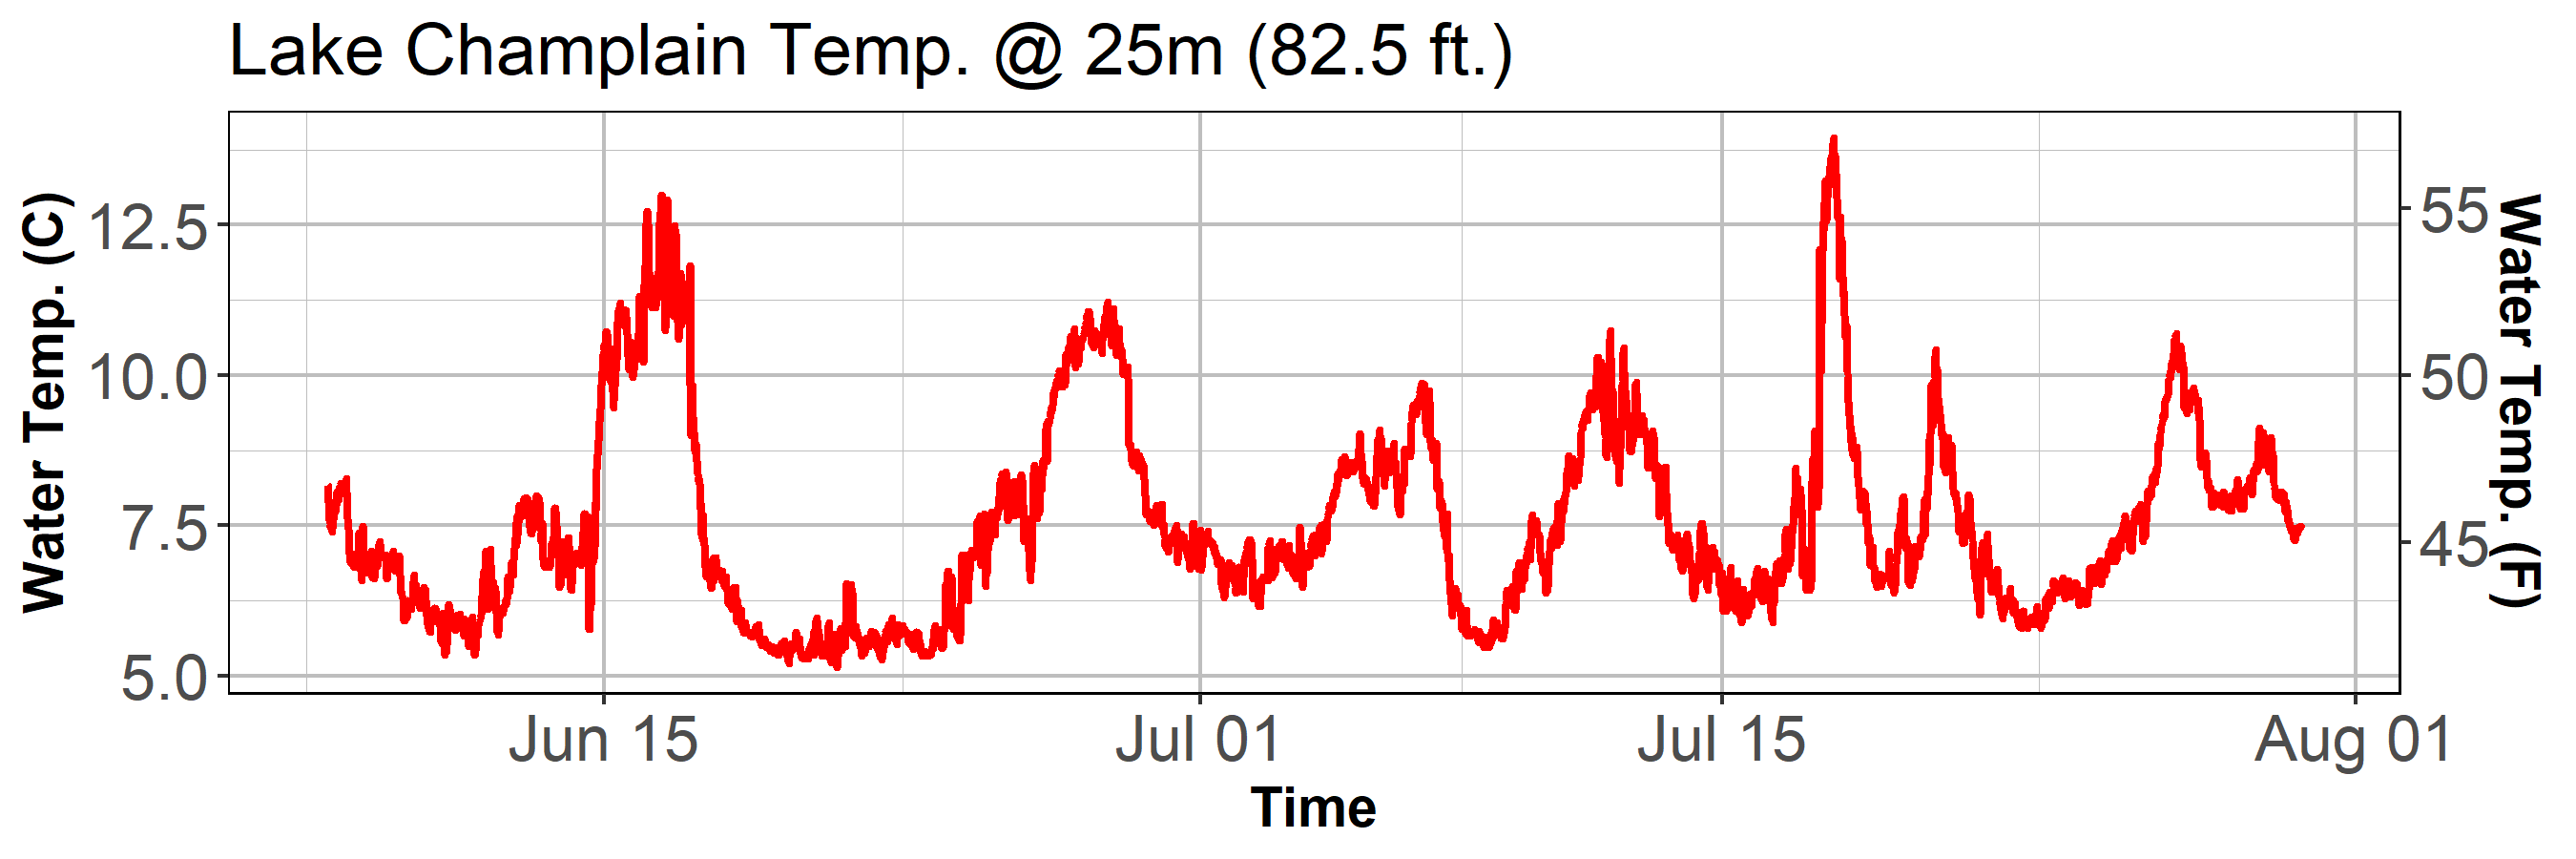 Lake Champlain Temp. @ 25m (82.5 ft.)
Water Temp. (C)
12.5
10.0
7.5
5.0
55
50
45
Water Temp. (F)
Jun 15
Jul 01
Jul 15
Aug 01
Time